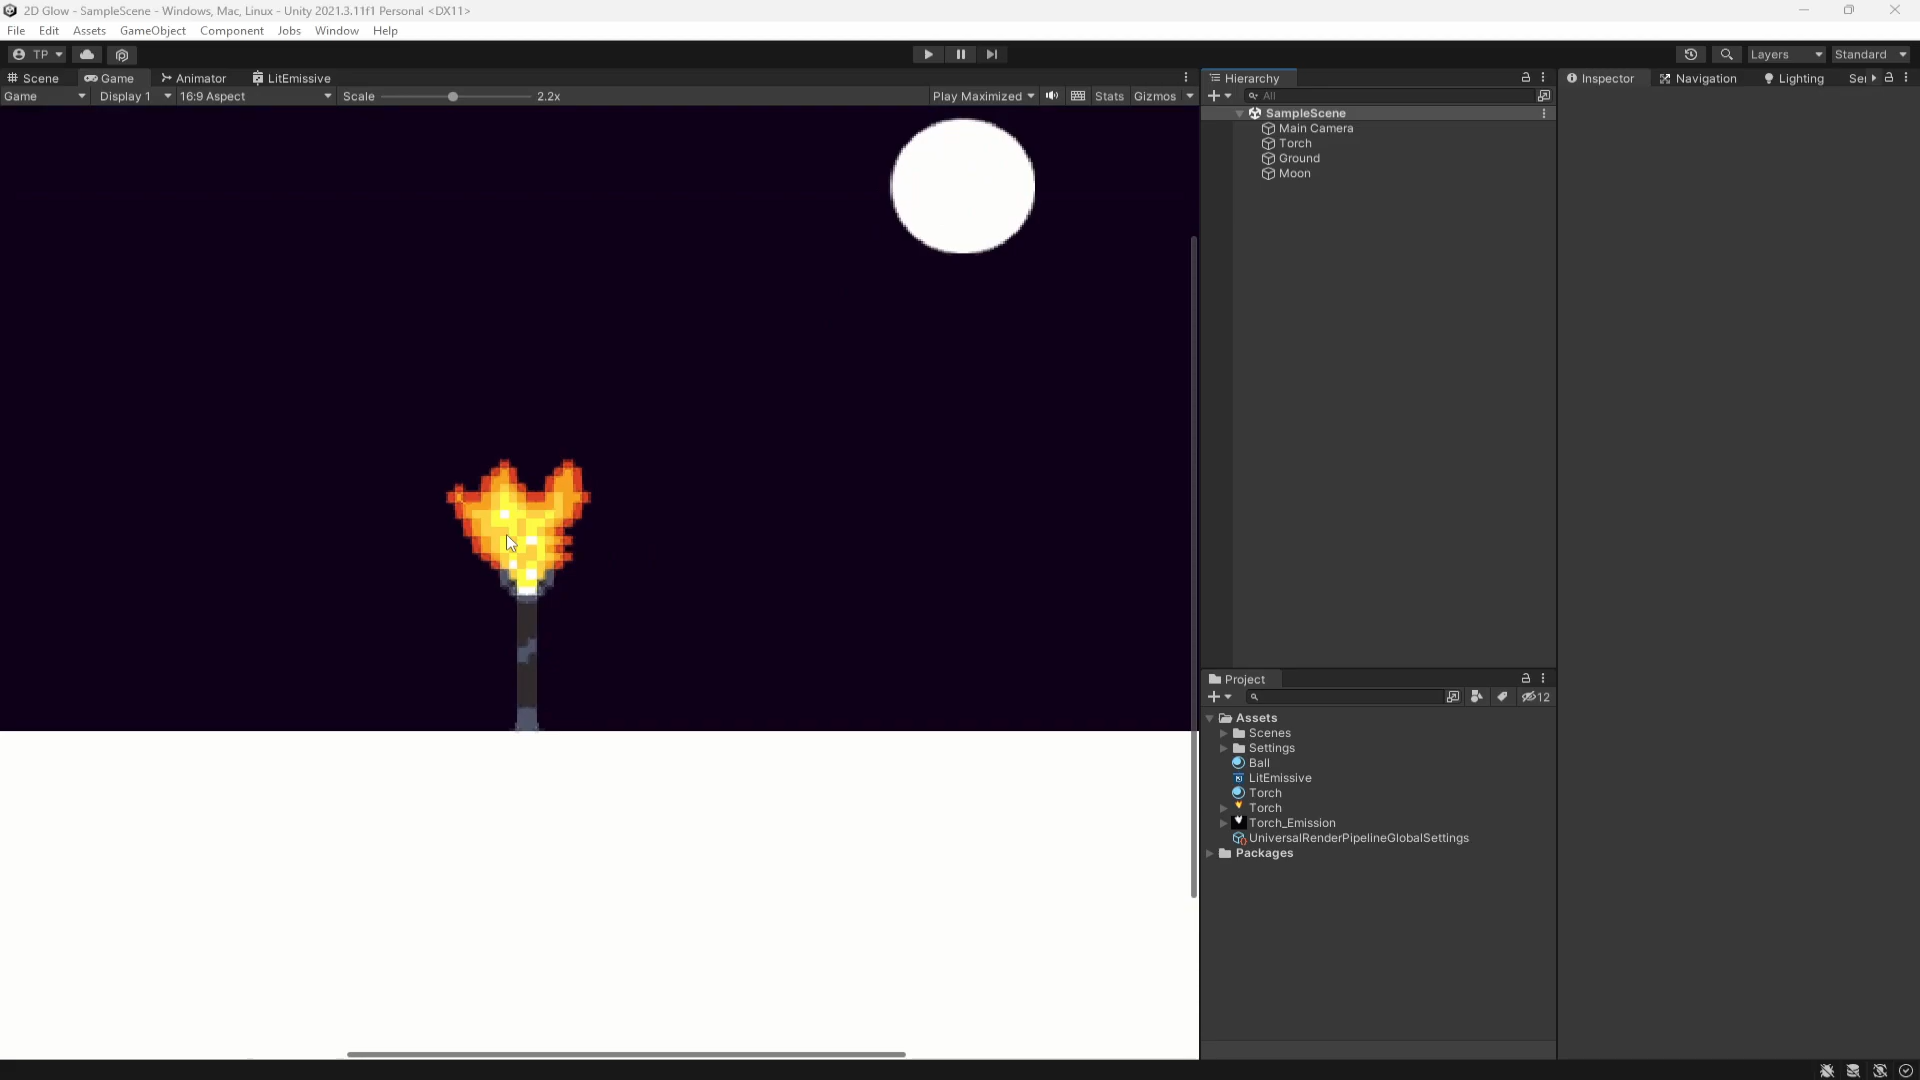 2D Glow - SampleScene - Windows, Mac, Linux - Unity 2021.3.11f1 Personal <DX11>
File Edit Assets GameObject Component Jobs Window Help
TP Layers Standard
Scene Game Animator LitEmissive
Game Display 1 16:9 Aspect Scale 2.2x Play Maximized Stats Gizmos
Hierarchy
All
SampleScene
Main Camera
Torch
Ground
Moon
Inspector Navigation Lighting Ser
Project
12
Assets
Scenes
Settings
Ball
LitEmissive
Torch
Torch
Torch_Emission
UniversalRenderPipelineGlobalSettings
Packages